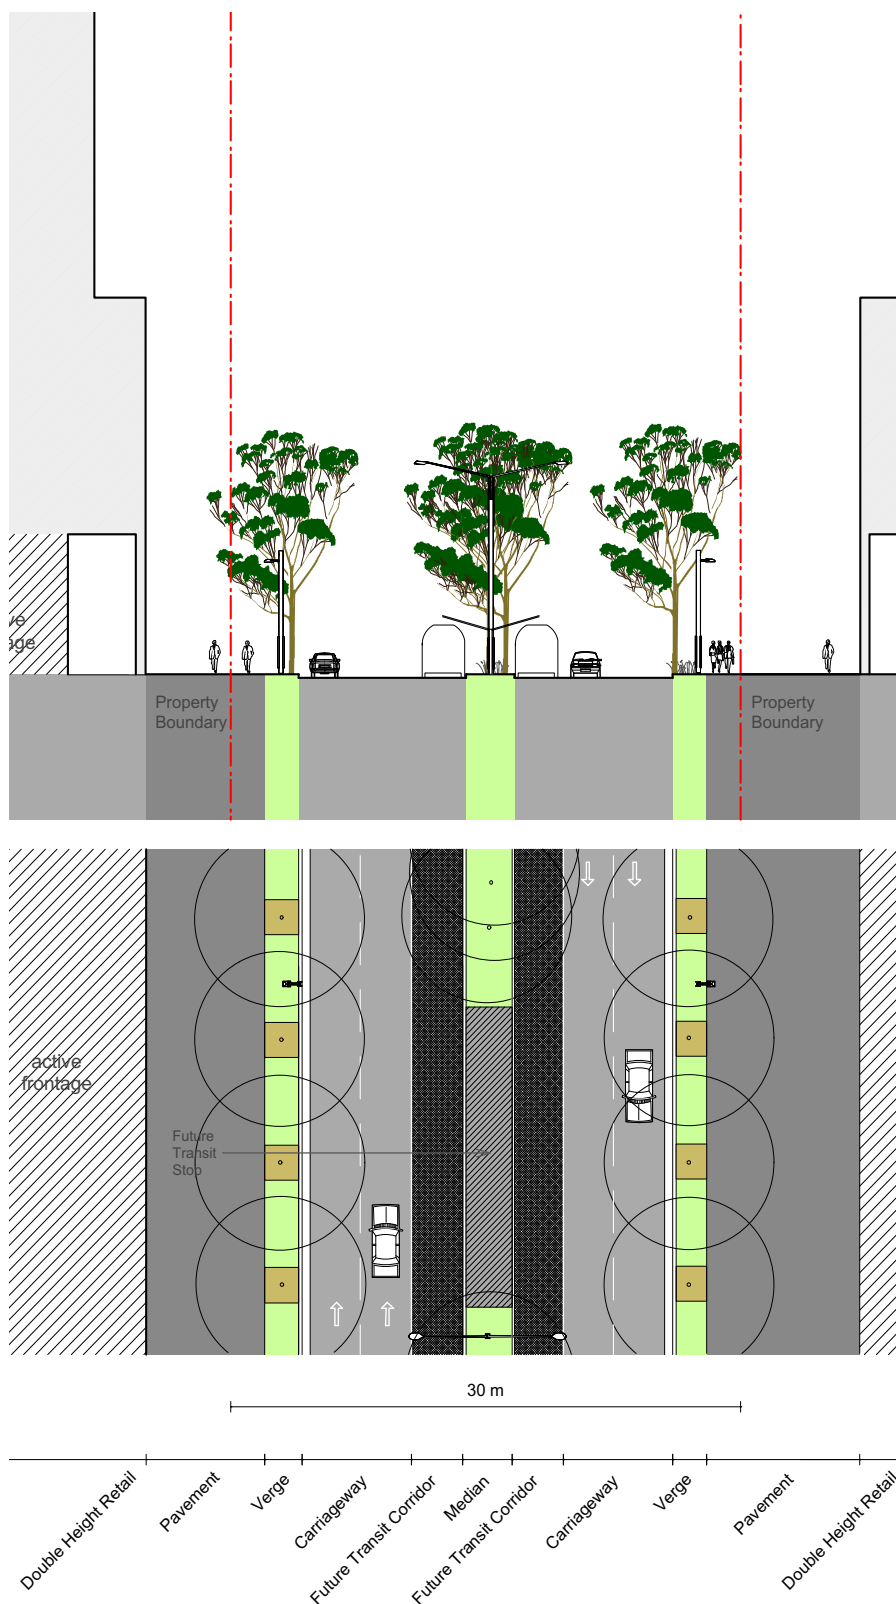 ve
age
Property
Boundary
Property
Boundary
active
frontage
Future
Transit
Stop
30 m
Double Height Retail
Pavement
Verge
Carriageway
Future Transit Corridor
Median
Future Transit Corridor
Carriageway
Verge
Pavement
Double Height Retail